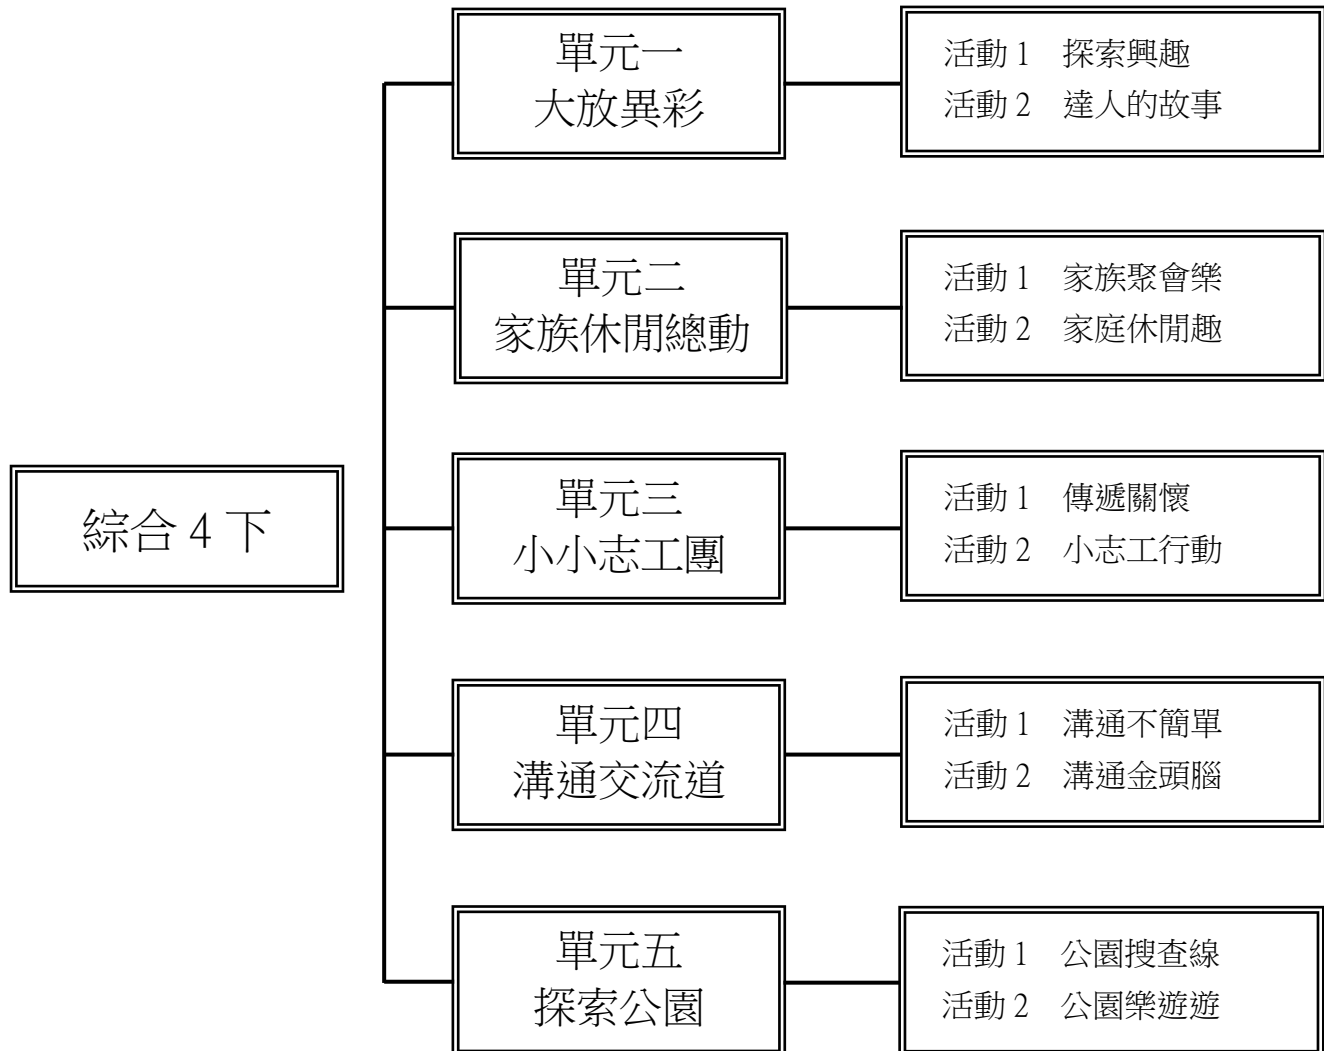 綜合4下
單元一
大放異彩
活動1　探索興趣
活動2　達人的故事
單元二
家族休閒總動
活動1　家族聚會樂
活動2　家庭休閒趣
單元三
小小志工團
活動1　傳遞關懷
活動2　小志工行動
單元四
溝通交流道
活動1　溝通不簡單
活動2　溝通金頭腦
單元五
探索公園
活動1　公園搜查線
活動2　公園樂遊遊